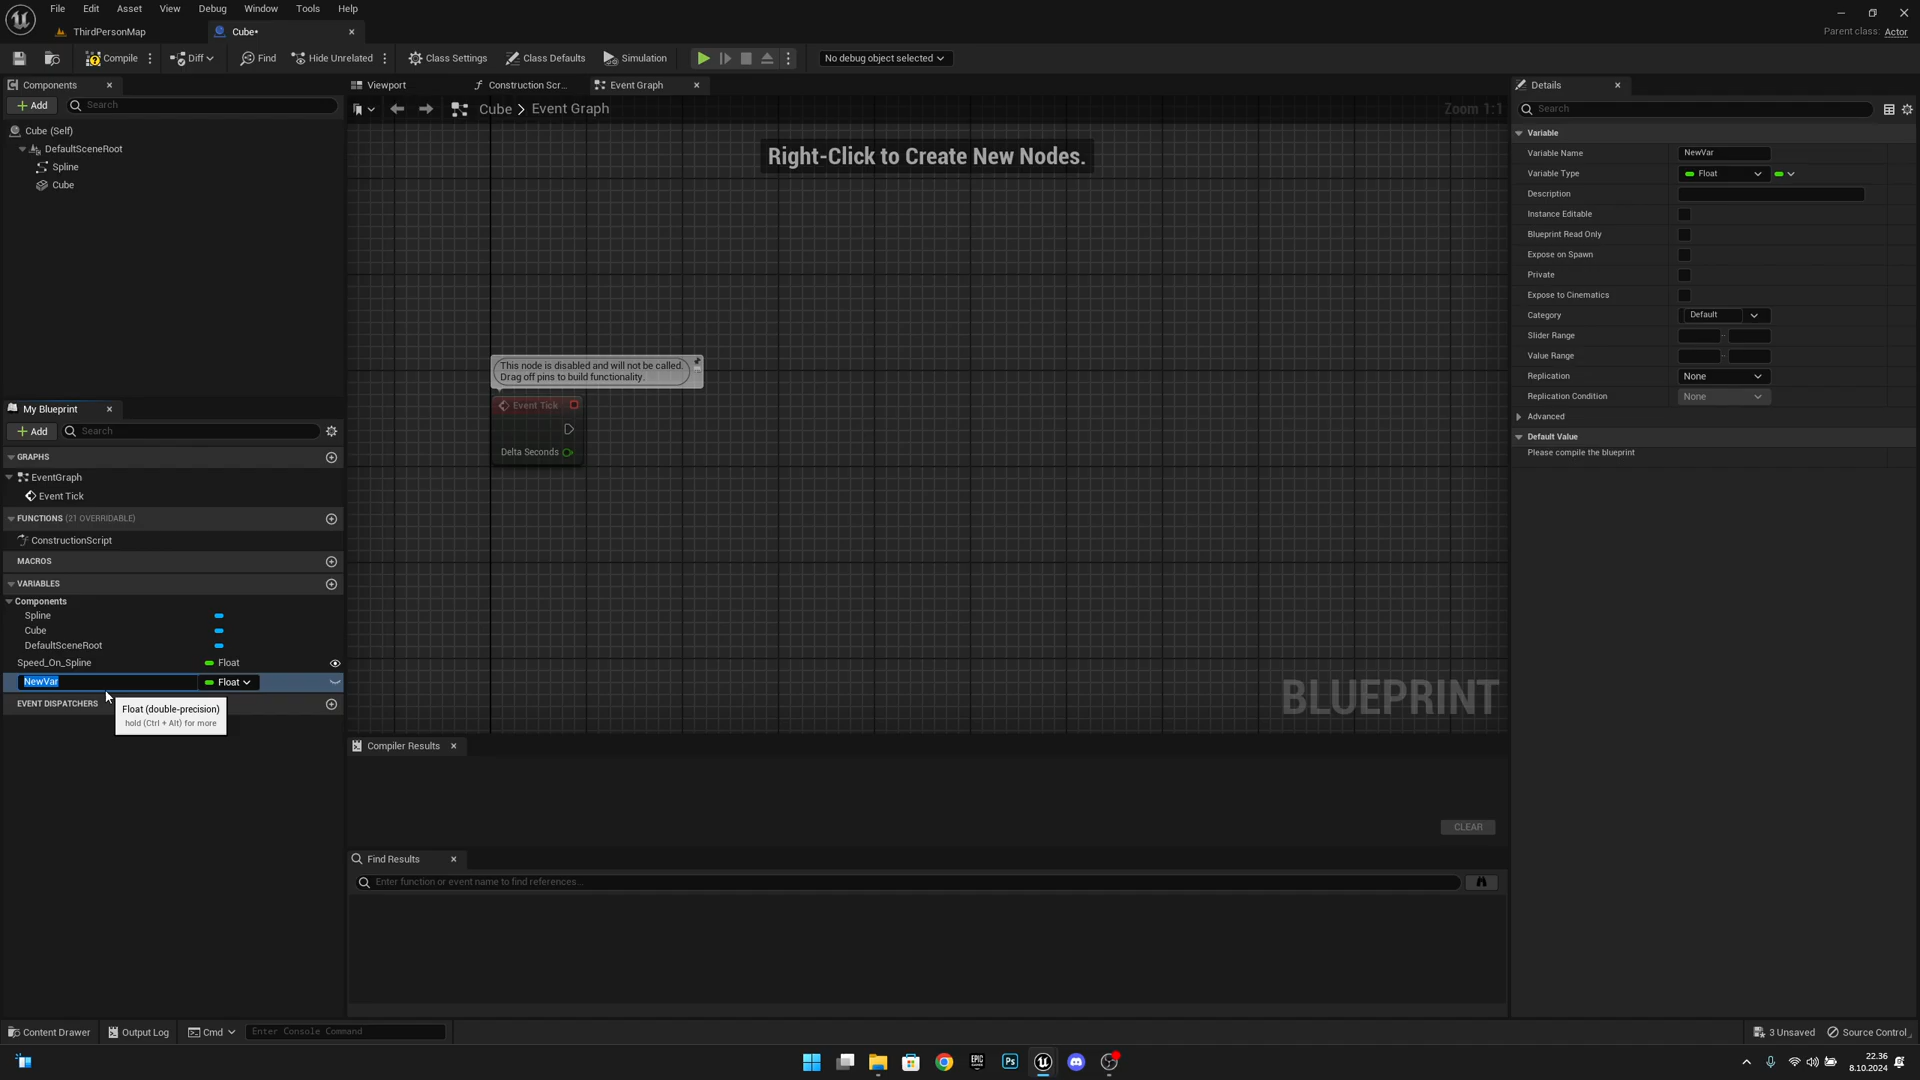 File Edit Asset View Debug Window Tools Help
ThirdPersonMap
Cube*
Parent class: Actor
Compile
Diff
Find
Hide Unrelated
Class Settings
Class Defaults
Simulation
No debug object selected
Components
Add
Search
Cube (Self)
DefaultSceneRoot
Spline
Cube
My Blueprint
Add
Search
GRAPHS
EventGraph
Event Tick
FUNCTIONS (21 OVERRIDABLE)
ConstructionScript
MACROS
VARIABLES
Components
Spline
Cube
DefaultSceneRoot
Speed_On_Spline Float
NewVar Float
EVENT DISPATCHERS
Float (double-precision)
hold (Ctrl + Alt) for more
Viewport
Construction Scr...
Event Graph
Cube > Event Graph
Zoom 1:1
Right-Click to Create New Nodes.
This node is disabled and will not be called.
Drag off pins to build functionality.
Event Tick
Delta Seconds
BLUEPRINT
Compiler Results
CLEAR
Find Results
Enter function or event name to find references...
Details
Search
Variable
Variable Name NewVar
Variable Type Float
Description
Instance Editable
Blueprint Read Only
Expose on Spawn
Private
Expose to Cinematics
Category Default
Slider Range
Value Range
Replication None
Replication Condition None
Advanced
Default Value
Please compile the blueprint
Content Drawer
Output Log
Cmd
Enter Console Command
3 Unsaved
Source Control
EPIC
Ps
22.36
8.10.2024